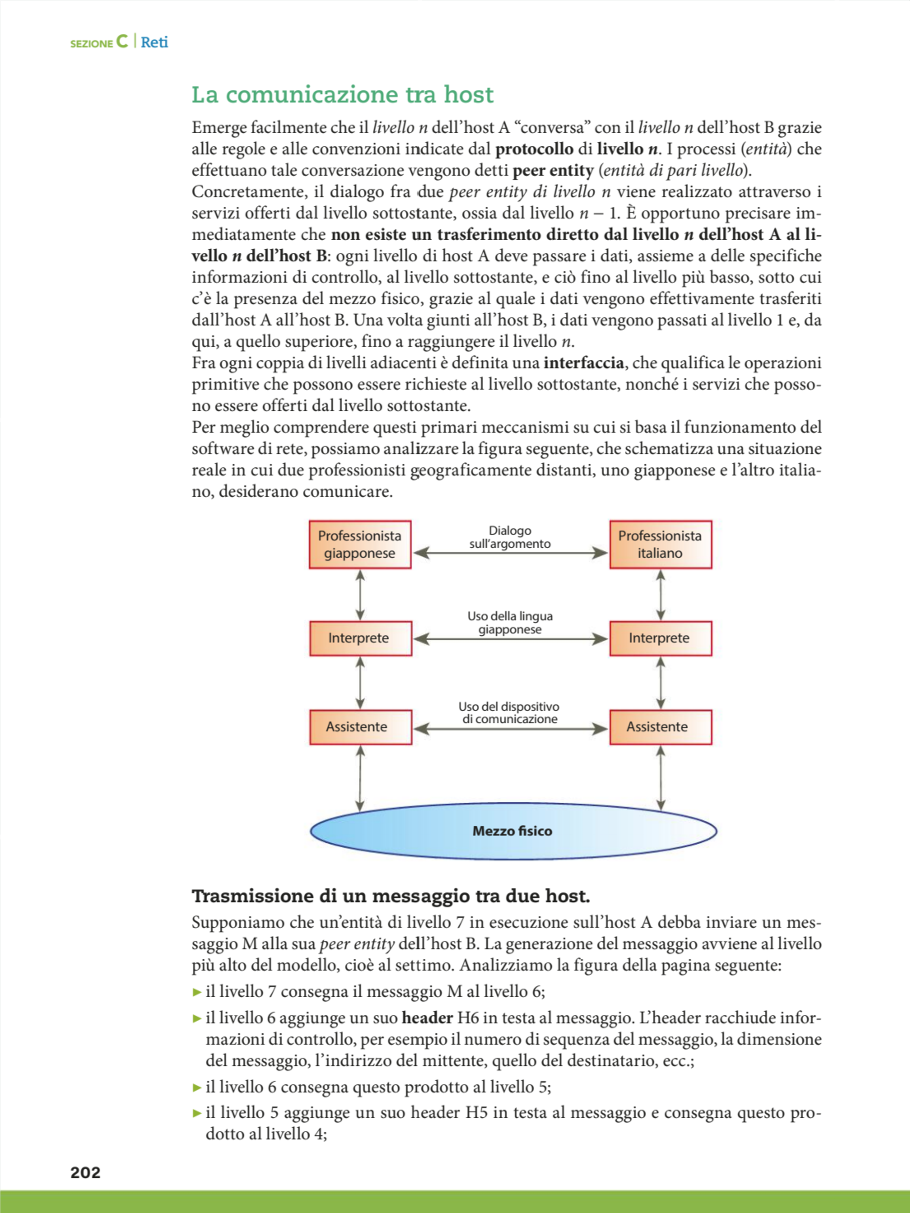 SEZIONE C | Reti
La comunicazione tra host
Emerge facilmente che il livello n dell'host A “conversa” con il livello n dell'host B grazie
alle regole e alle convenzioni indicate dal protocollo di livello n. I processi (entità) che
effettuano tale conversazione vengono detti peer entity (entità di pari livello).
Concretamente, il dialogo fra due peer entity di livello n viene realizzato attraverso i
servizi offerti dal livello sottostante, ossia dal livello n − 1. È opportuno precisare im-
mediatamente che non esiste un trasferimento diretto dal livello n dell'host A al li-
vello n dell'host B: ogni livello di host A deve passare i dati, assieme a delle specifiche
informazioni di controllo, al livello sottostante, e ciò fino al livello più basso, sotto cui
c'è la presenza del mezzo fisico, grazie al quale i dati vengono effettivamente trasferiti
dall'host A all'host B. Una volta giunti all'host B, i dati vengono passati al livello 1 e, da
qui, a quello superiore, fino a raggiungere il livello n.
Fra ogni coppia di livelli adiacenti è definita una interfaccia, che qualifica le operazioni
primitive che possono essere richieste al livello sottostante, nonché i servizi che posso-
no essere offerti dal livello sottostante.
Per meglio comprendere questi primari meccanismi su cui si basa il funzionamento del
software di rete, possiamo analizzare la figura seguente, che schematizza una situazione
reale in cui due professionisti geograficamente distanti, uno giapponese e l'altro italia-
no, desiderano comunicare.
Professionista
giapponese
Dialogo
sull'argomento
Professionista
italiano
Interprete
Uso della lingua
giapponese
Interprete
Assistente
Uso del dispositivo
di comunicazione
Assistente
Mezzo fisico
Trasmissione di un messaggio tra due host.
Supponiamo che un'entità di livello 7 in esecuzione sull'host A debba inviare un mes-
saggio M alla sua peer entity dell'host B. La generazione del messaggio avviene al livello
più alto del modello, cioè al settimo. Analizziamo la figura della pagina seguente:
▶ il livello 7 consegna il messaggio M al livello 6;
▶ il livello 6 aggiunge un suo header H6 in testa al messaggio. L'header racchiude infor-
mazioni di controllo, per esempio il numero di sequenza del messaggio, la dimensione
del messaggio, l'indirizzo del mittente, quello del destinatario, ecc.;
▶ il livello 6 consegna questo prodotto al livello 5;
▶ il livello 5 aggiunge un suo header H5 in testa al messaggio e consegna questo pro-
dotto al livello 4;
202